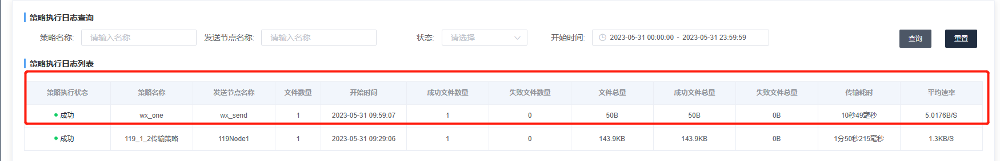 策略执行日志查询
策略名称: 请输入名称 发送节点名称: 请输入名称 状态: 请选择 开始时间: 2023-05-31 00:00:00 - 2023-05-31 23:59:59 查询 重置
策略执行日志列表
策略执行状态 策略名称 发送节点名称 文件数量 开始时间 成功文件数量 失败文件数量 文件总量 成功文件总量 失败文件总量 传输耗时 平均速率
成功 wx_one wx_send 1 2023-05-31 09:59:07 1 0 50B 50B 0B 10秒49毫秒 5.0176B/S
成功 119_1_2传输策略 119Node1 1 2023-05-31 09:29:06 1 0 143.9KB 143.9KB 0B 1分50秒215毫秒 1.3KB/S